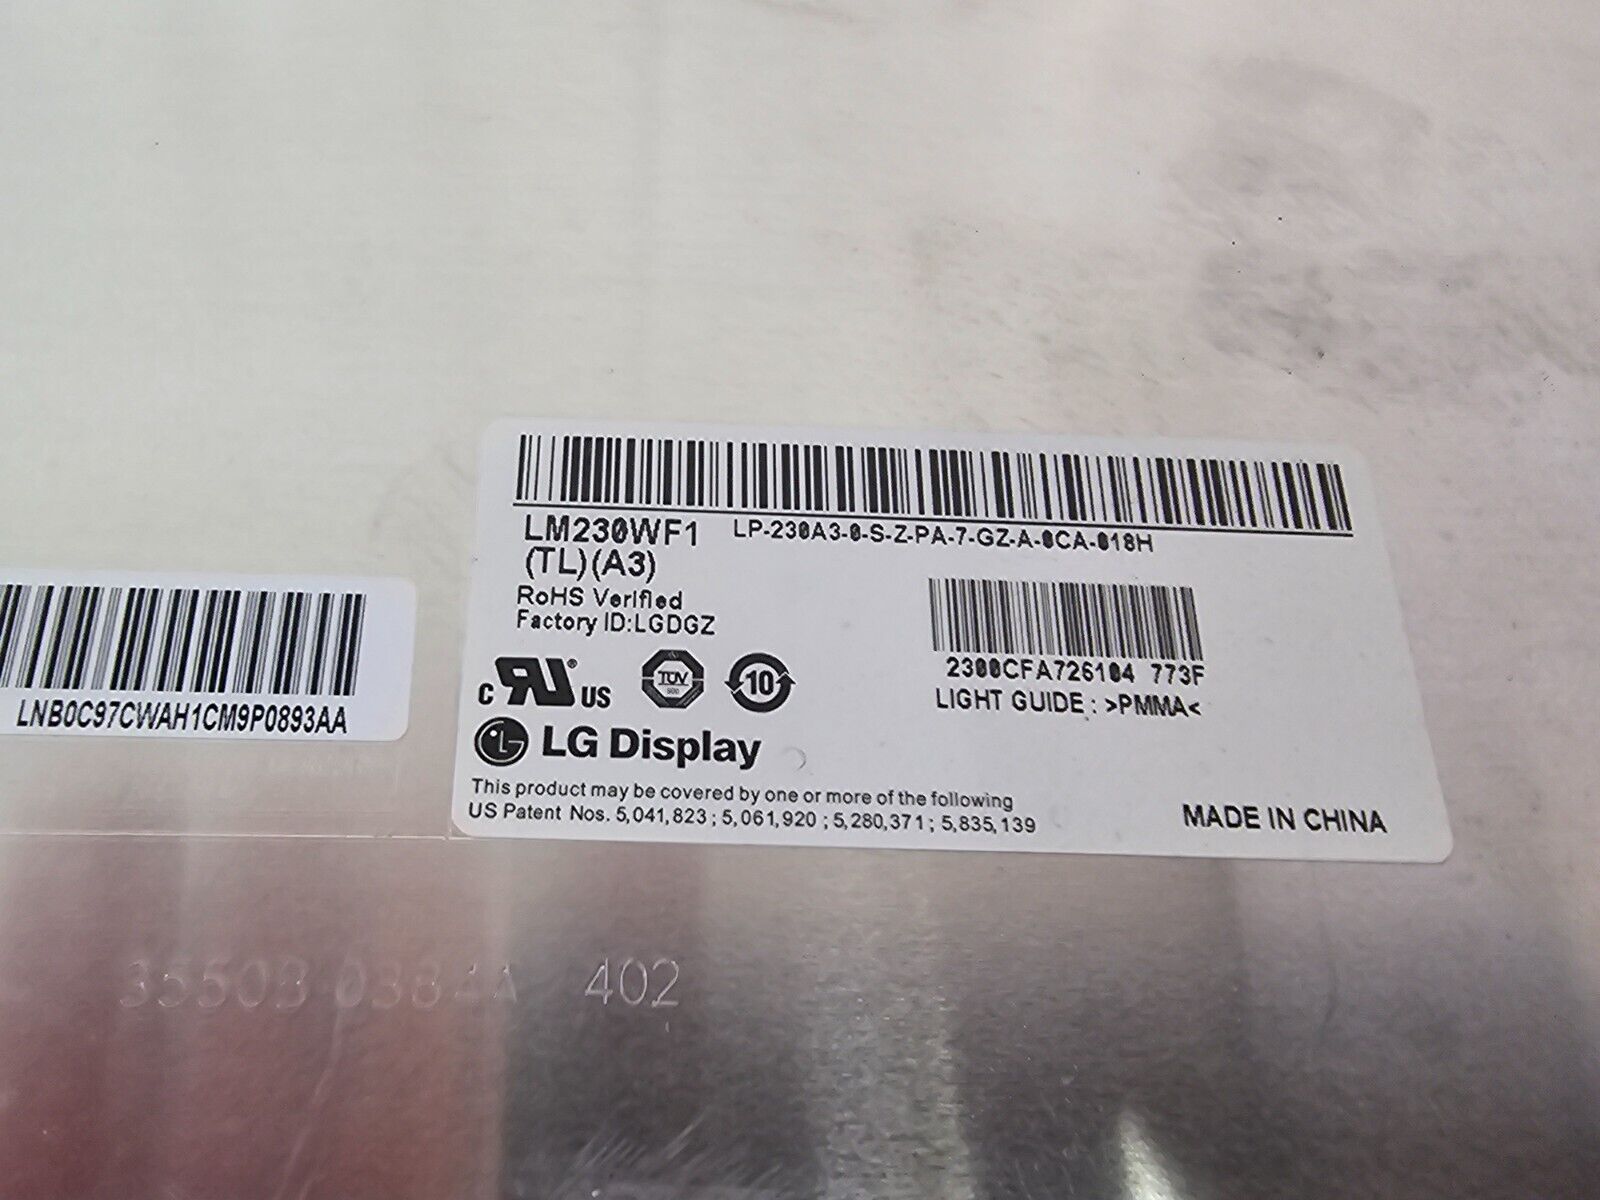 LM230WF1 LP-230A3-0-S-Z-PA-7-GZ-A-0CA-018H
(TL)(A3)
RoHS Verified
Factory ID:LGDGZ
2300CFA726104 773F
LIGHT GUIDE : >PMMA<
c RU ® US TÜV 10
LG Display
This product may be covered by one or more of the following
US Patent Nos. 5,041,823 ; 5,061,920 ; 5,280,371 ; 5,835,139
MADE IN CHINA
LNB0C97CWAH1CM9P0893AA
402